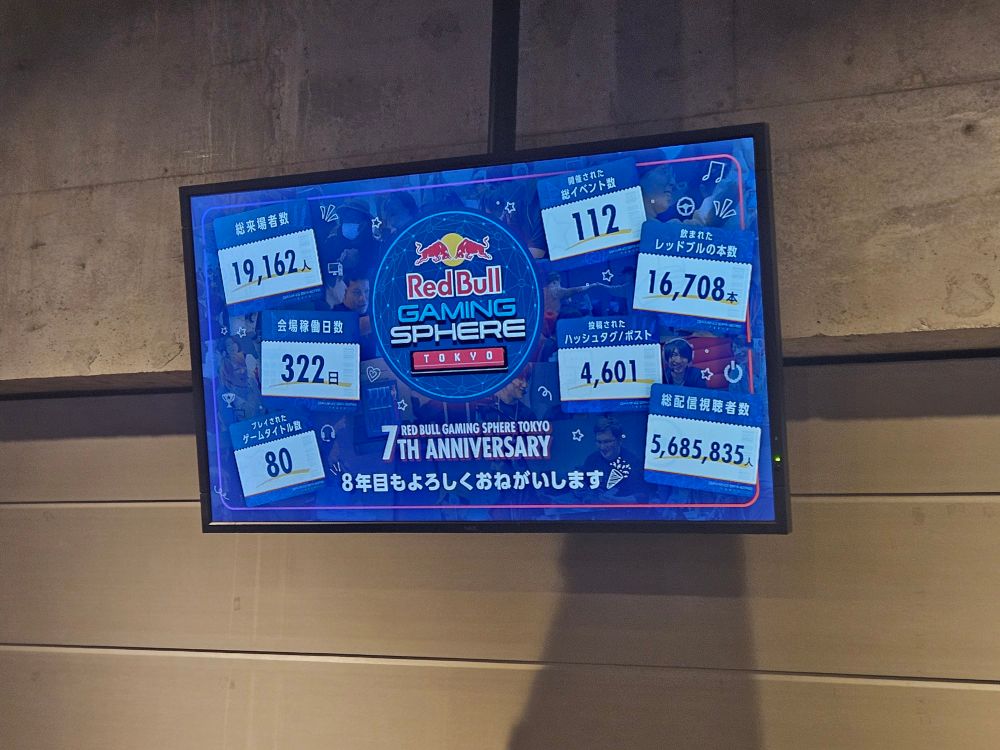 総来場者数
19,162人
会場稼働日数
322日
プレイされた
ゲームタイトル数
80
Red Bull
GAMING
SPHERE
TOKYO
7 RED BULL GAMING SPHERE TOKYO
TH ANNIVERSARY
8年目もよろしくおねがいします
開催された
総イベント数
112
飲まれた
レッドブルの本数
16,708本
投稿された
ハッシュタグ/ポスト
4,601
総配信視聴者数
5,685,835人